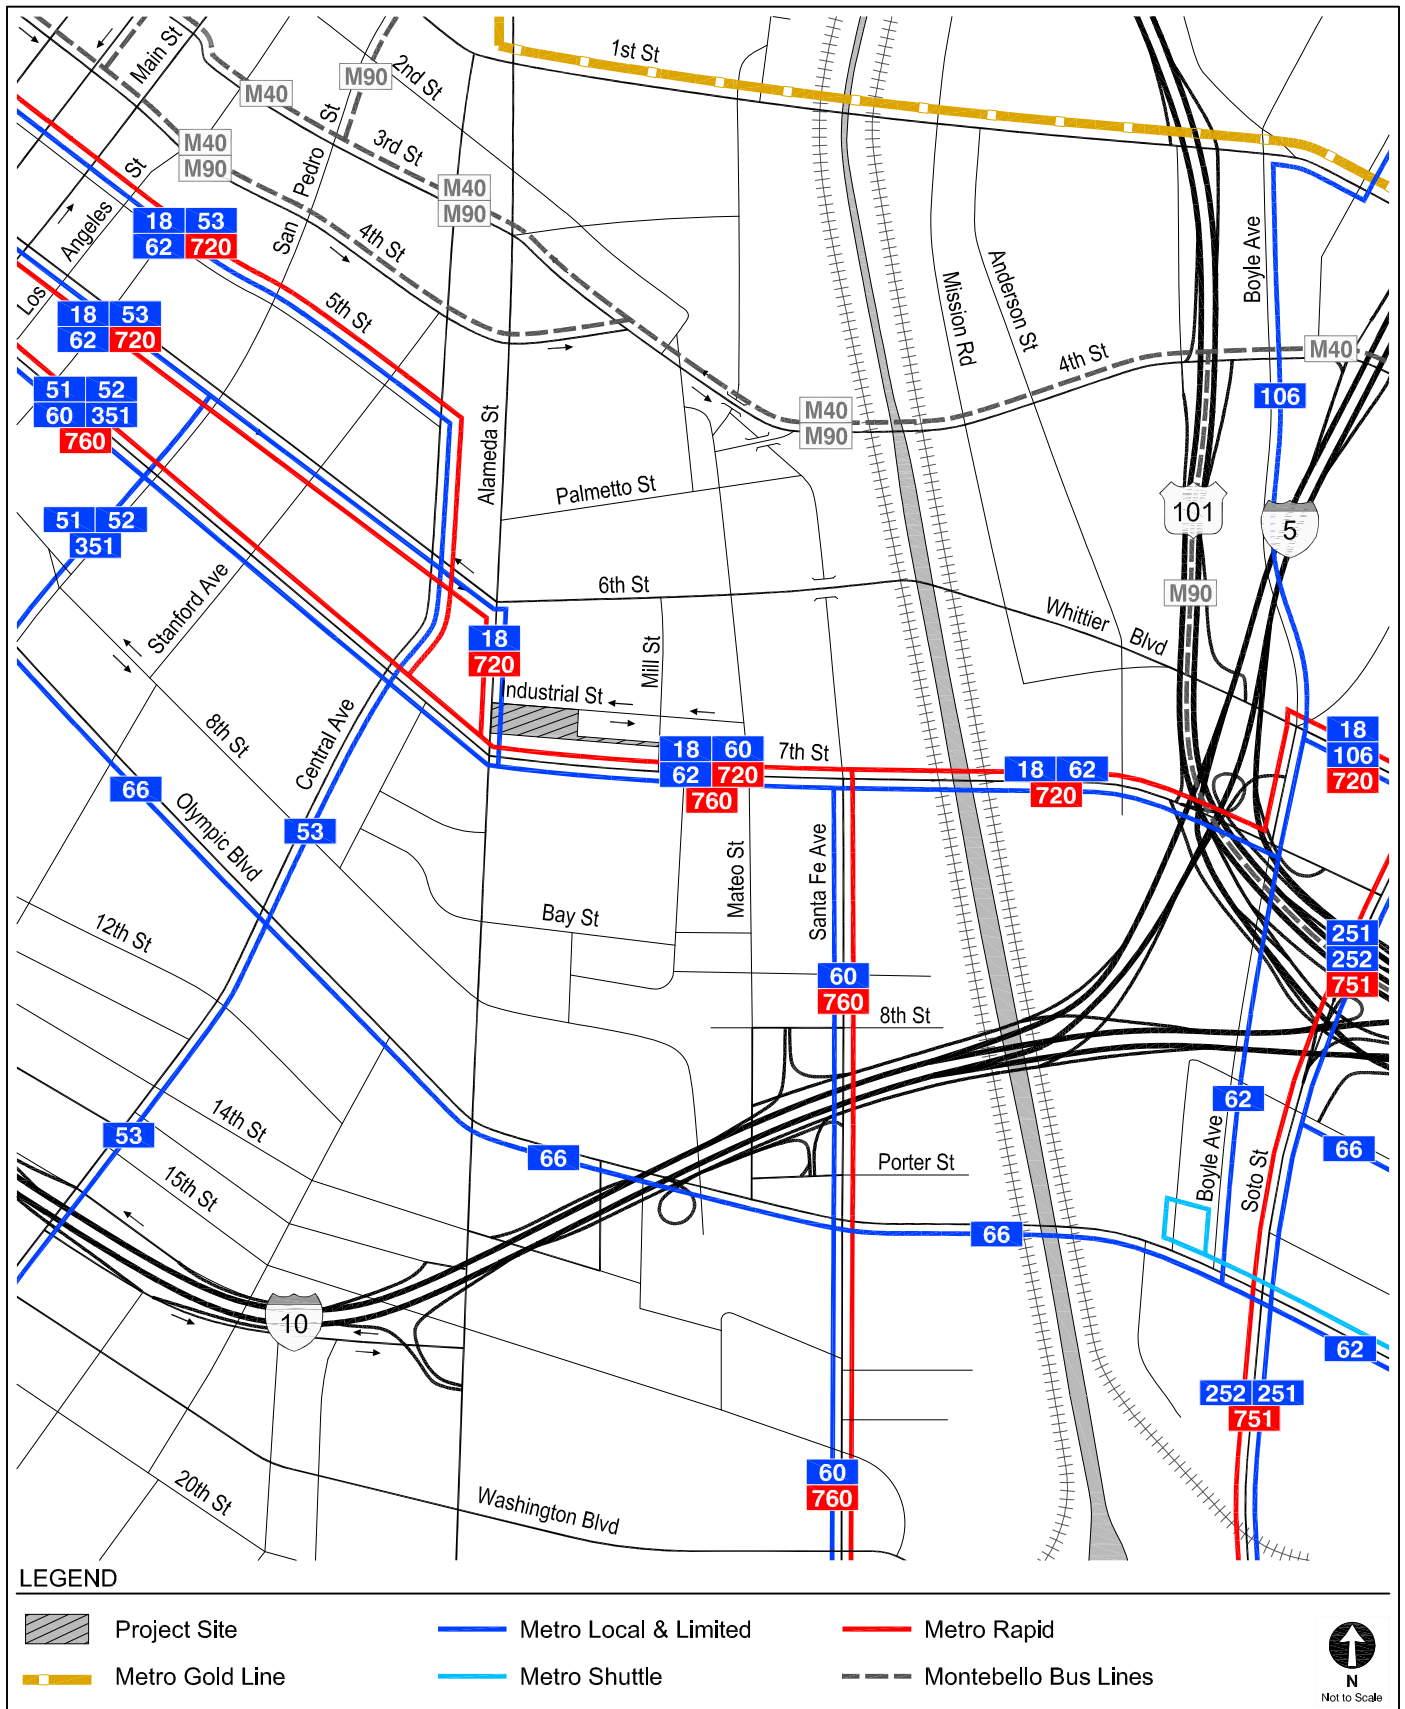 1st St
Main St
M90
2nd St
M40
San Pedro St
3rd St
M40
M90
M40
M90
Los Angeles St
18 53
62 720
4th St
Mission Rd
Anderson St
Boyle Ave
5th St
18 53
62 720
4th St
M40
51 52
60 351
760
106
M40
M90
Alameda St
Palmetto St
101
5
51 52
351
6th St
M90
Whittier Blvd
Stanford Ave
18
720
Mill St
Industrial St
8th St
Central Ave
18 60
62 720
760
7th St
18 62
720
18
106
720
66
Olympic Blvd
53
Mateo St
Santa Fe Ave
Bay St
12th St
251
252
751
60
760
8th St
62
14th St
53
66
Porter St
Boyle Ave
Soto St
66
15th St
66
10
62
252 251
751
60
760
20th St
Washington Blvd
LEGEND
Project Site
Metro Local & Limited
Metro Rapid
Metro Gold Line
Metro Shuttle
Montebello Bus Lines
N
Not to Scale